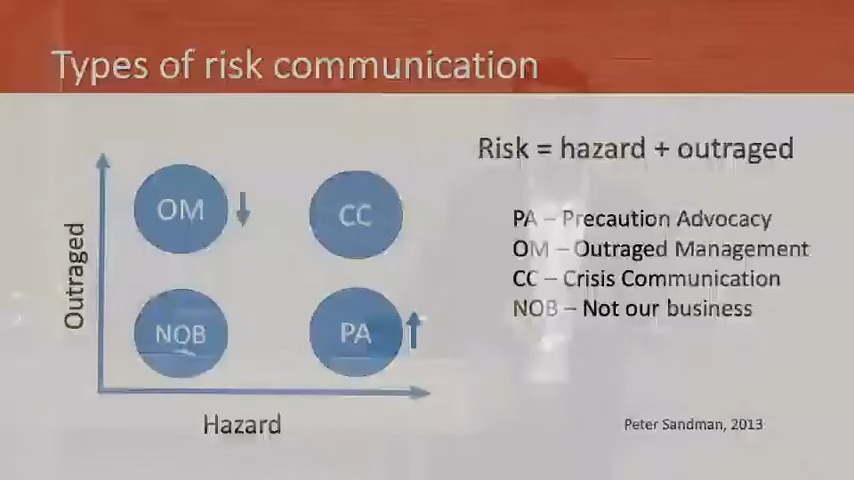 Types of risk communication
Risk = hazard + outraged
Outraged
OM
CC
NOB
PA
Hazard
PA – Precaution Advocacy
OM – Outraged Management
CC – Crisis Communication
NOB – Not our business
Peter Sandman, 2013